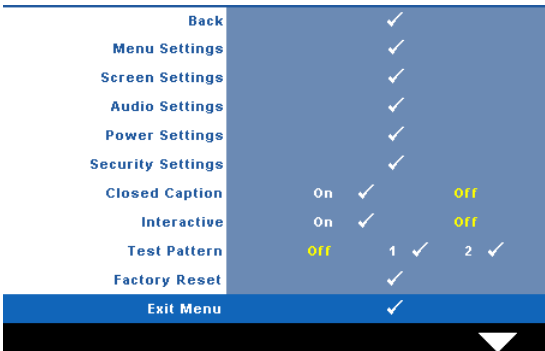 Back ✓
Menu Settings ✓
Screen Settings ✓
Audio Settings ✓
Power Settings ✓
Security Settings ✓
Closed Caption On ✓ Off
Interactive On ✓ Off
Test Pattern Off 1 ✓ 2 ✓
Factory Reset ✓
Exit Menu ✓